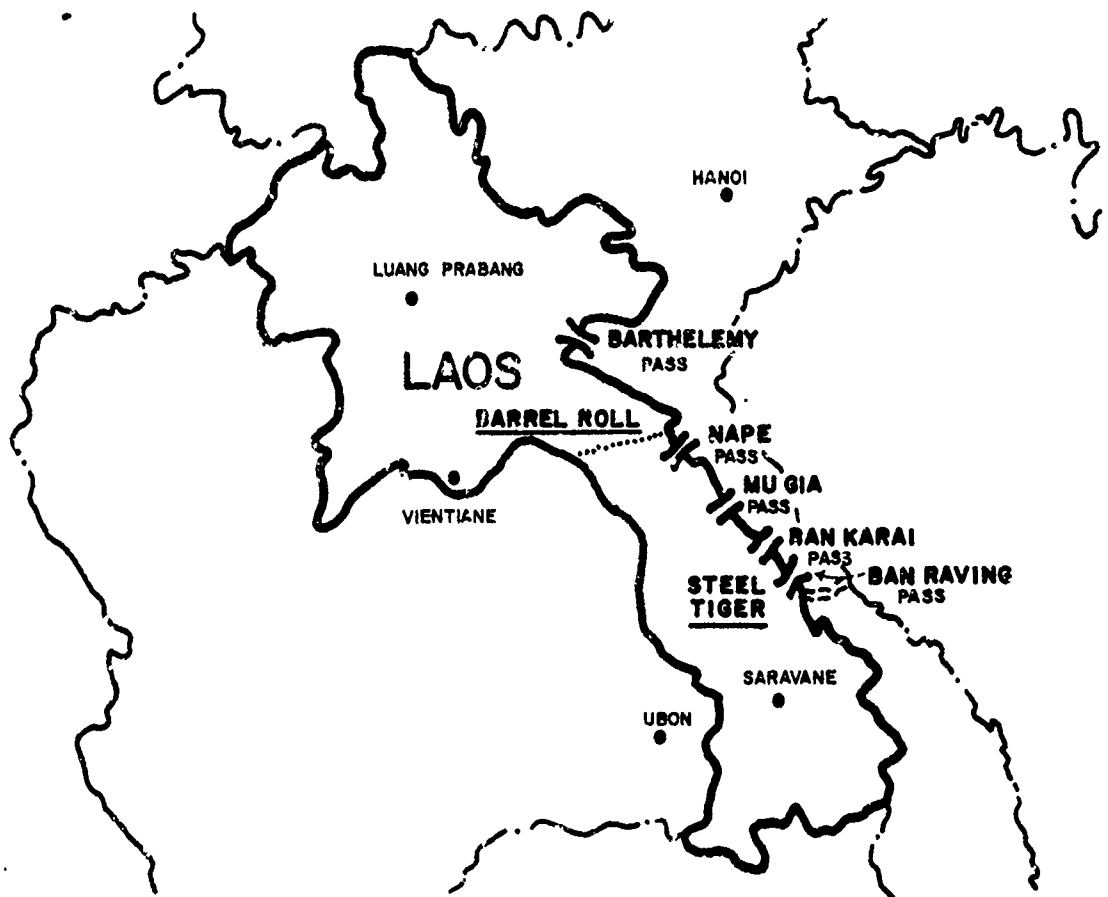 HANOI
LUANG PRABANG
BARTHELEMY
PASS
LAOS
BARREL ROLL
NAPE
PASS
MU GIA
PASS
VIENTIANE
BAN KARAI
PASS
BAN RAVING
PASS
STEEL
TIGER
SARAVANE
UBON